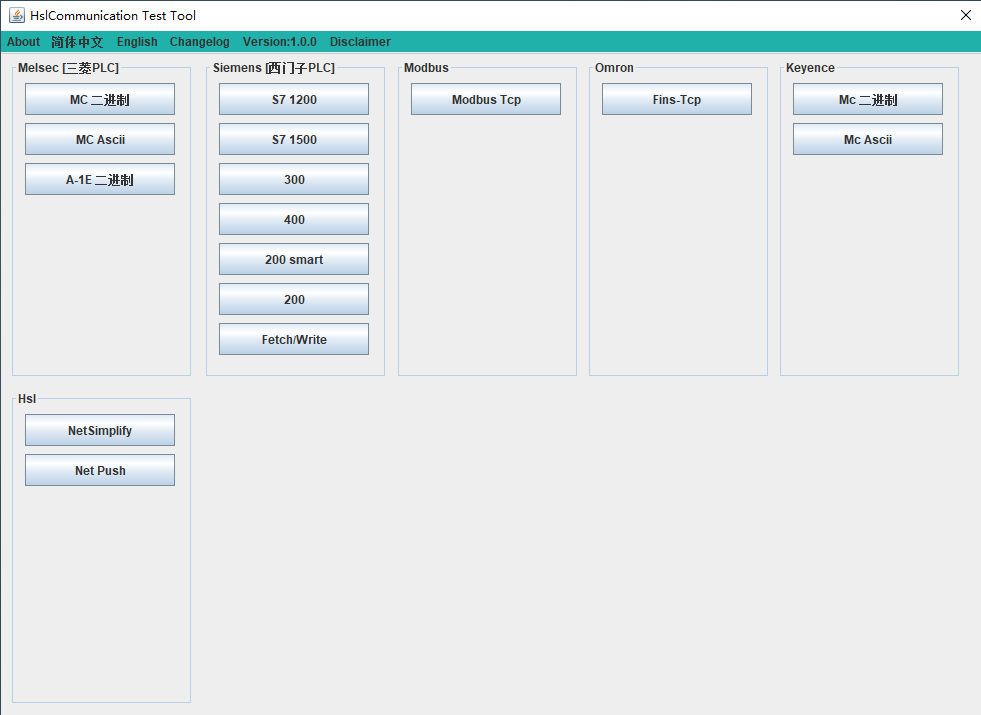 HslCommunication Test Tool
About 简体中文 English Changelog Version:1.0.0 Disclaimer
Melsec [三菱PLC]
MC 二进制
MC Ascii
A-1E 二进制
Siemens [西门子PLC]
S7 1200
S7 1500
300
400
200 smart
200
Fetch/Write
Modbus
Modbus Tcp
Omron
Fins-Tcp
Keyence
Mc 二进制
Mc Ascii
Hsl
NetSimplify
Net Push